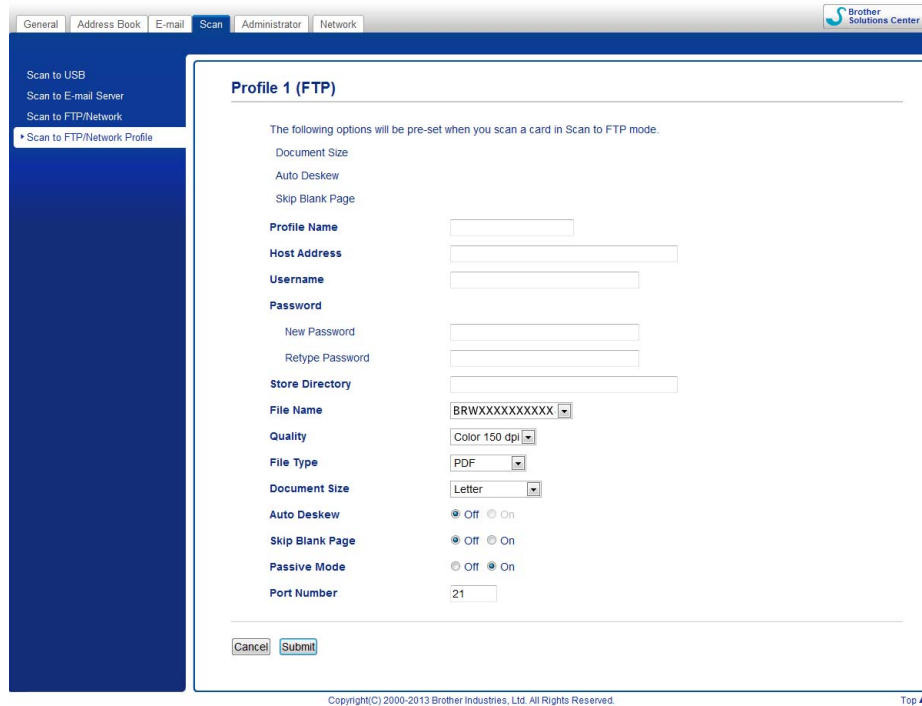 General Address Book E-mail Scan Administrator Network
Brother
Solutions Center
Scan to USB
Scan to E-mail Server
Scan to FTP/Network
Scan to FTP/Network Profile
Profile 1 (FTP)
The following options will be pre-set when you scan a card in Scan to FTP mode.
Document Size
Auto Deskew
Skip Blank Page
Profile Name
Host Address
Username
Password
New Password
Retype Password
Store Directory
File Name BRWXXXXXXXXXX
Quality Color 150 dpi
File Type PDF
Document Size Letter
Auto Deskew Off On
Skip Blank Page Off On
Passive Mode Off On
Port Number 21
Cancel Submit
Copyright(C) 2000-2013 Brother Industries, Ltd. All Rights Reserved. Top